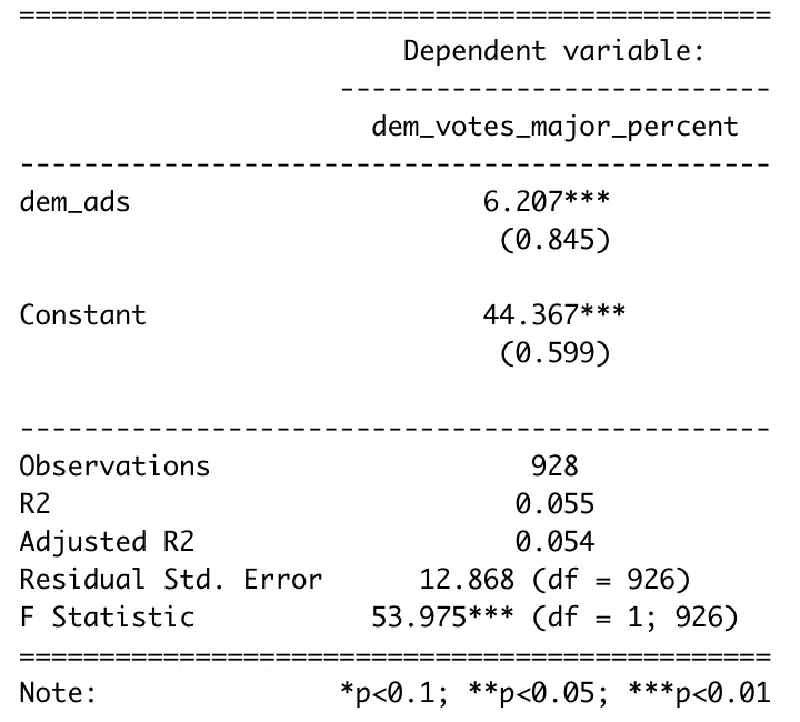 ===============================================
Dependent variable:
---------------------------
dem_votes_major_percent
-----------------------------------------------
dem_ads 6.207***
(0.845)
Constant 44.367***
(0.599)
-----------------------------------------------
Observations 928
R2 0.055
Adjusted R2 0.054
Residual Std. Error 12.868 (df = 926)
F Statistic 53.975*** (df = 1; 926)
===============================================
Note: *p<0.1; **p<0.05; ***p<0.01